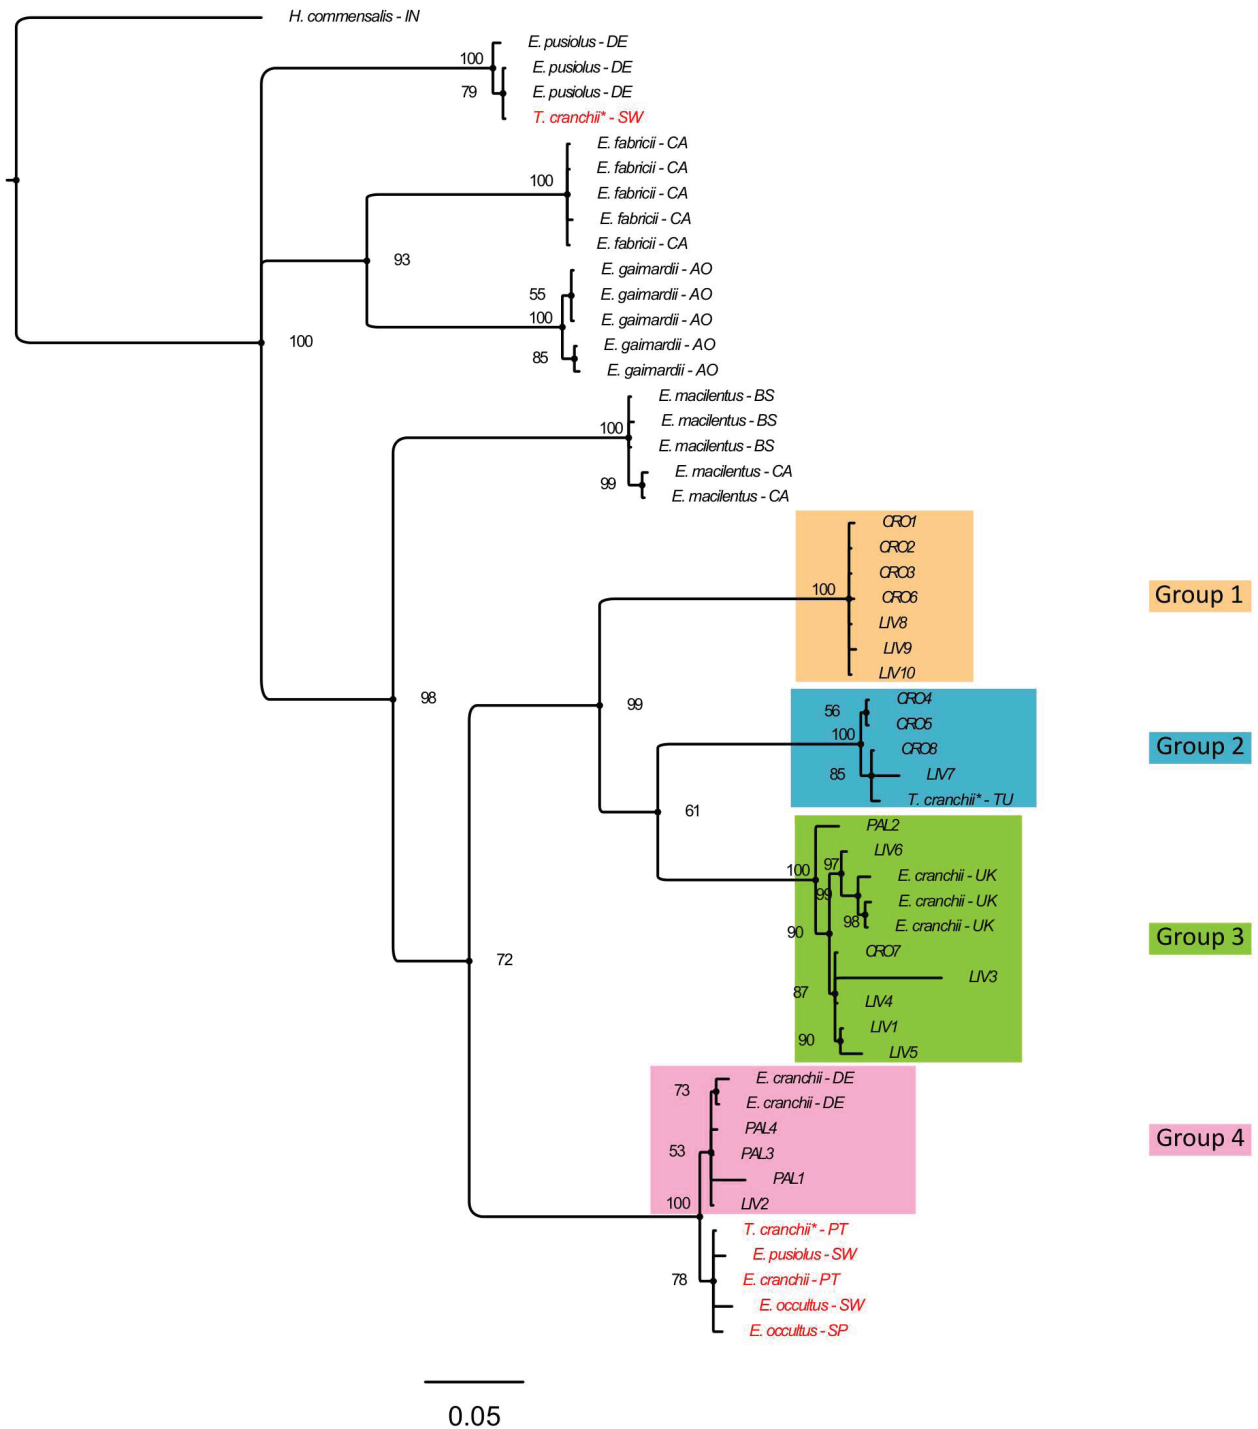 H. commensalis - IN
E. pusiolus - DE
100
E. pusiolus - DE
79
E. pusiolus - DE
T. cranchii* - SW
E. fabricii - CA
E. fabricii - CA
100
E. fabricii - CA
E. fabricii - CA
E. fabricii - CA
93
E. gaimardii - AO
55
E. gaimardii - AO
100
E. gaimardii - AO
100
E. gaimardii - AO
85
E. gaimardii - AO
E. macilentus - BS
E. macilentus - BS
100
E. macilentus - BS
E. macilentus - CA
99
E. macilentus - CA
CRO1
CRO2
CRO3
100
CRO6
Group 1
LIV8
LIV9
LIV10
98
CRO4
99
56
CRO5
100
CRO8
Group 2
85
LIV7
T. cranchii* - TU
61
PAL2
LIV6
97
100
E. cranchii - UK
99
E. cranchii - UK
98
E. cranchii - UK
90
Group 3
CRO7
72
LIV3
87
LIV4
LIV1
90
LIV5
E. cranchii - DE
73
E. cranchii - DE
PAL4
Group 4
53
PAL3
PAL1
100
LIV2
T. cranchii* - PT
E. pusiolus - SW
78
E. cranchii - PT
E. occultus - SW
E. occultus - SP
0.05